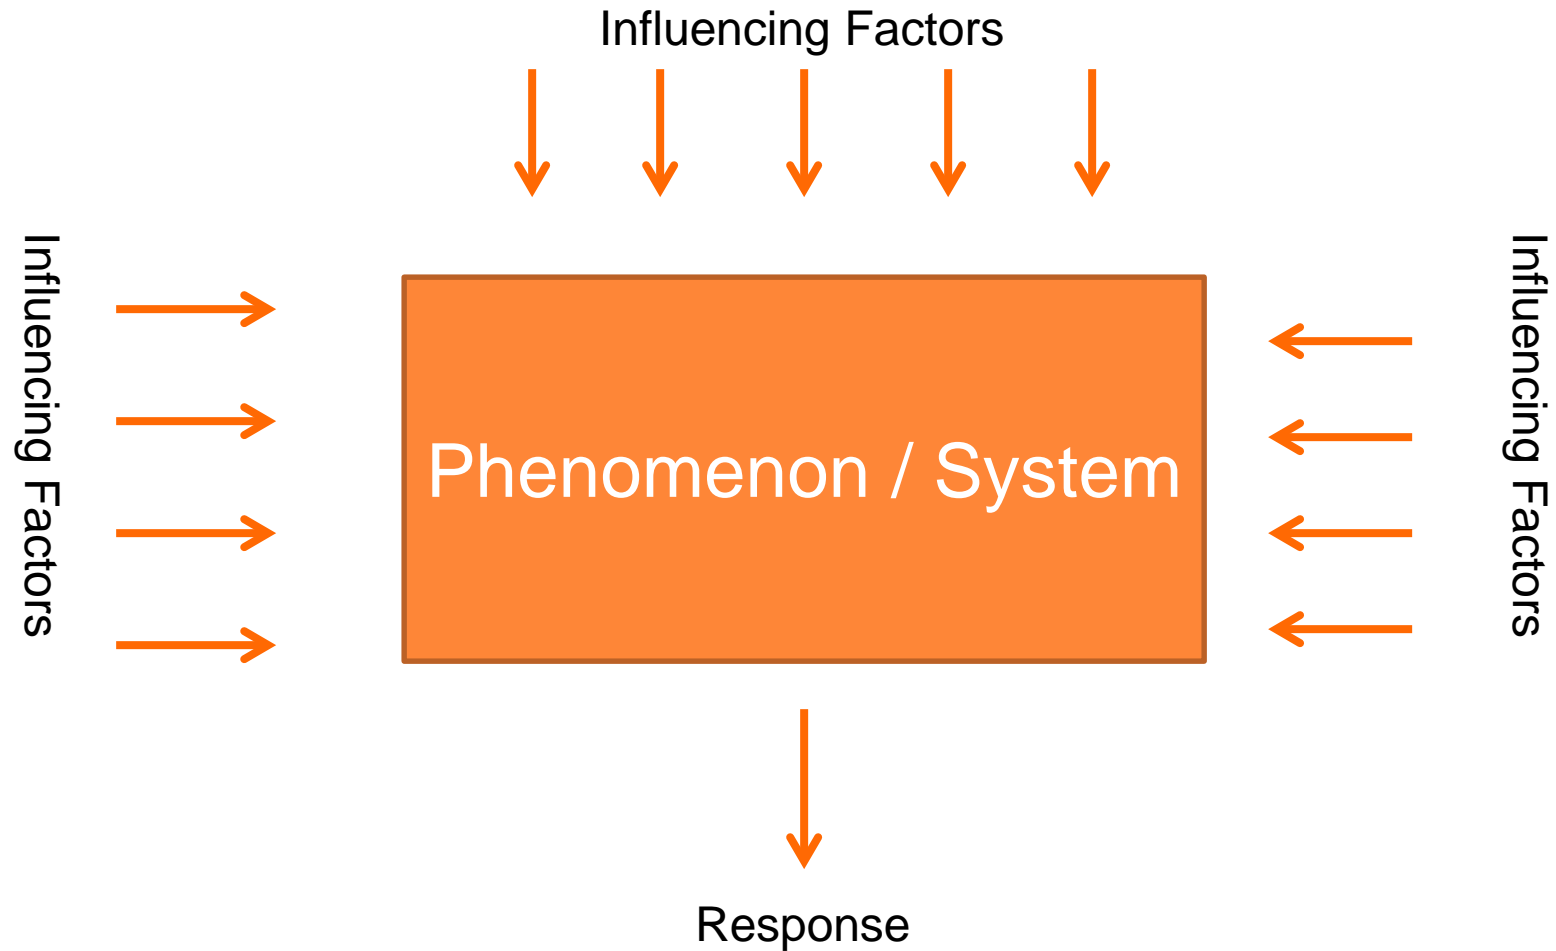 Influencing Factors
Influencing Factors
Phenomenon / System
Influencing Factors
Response